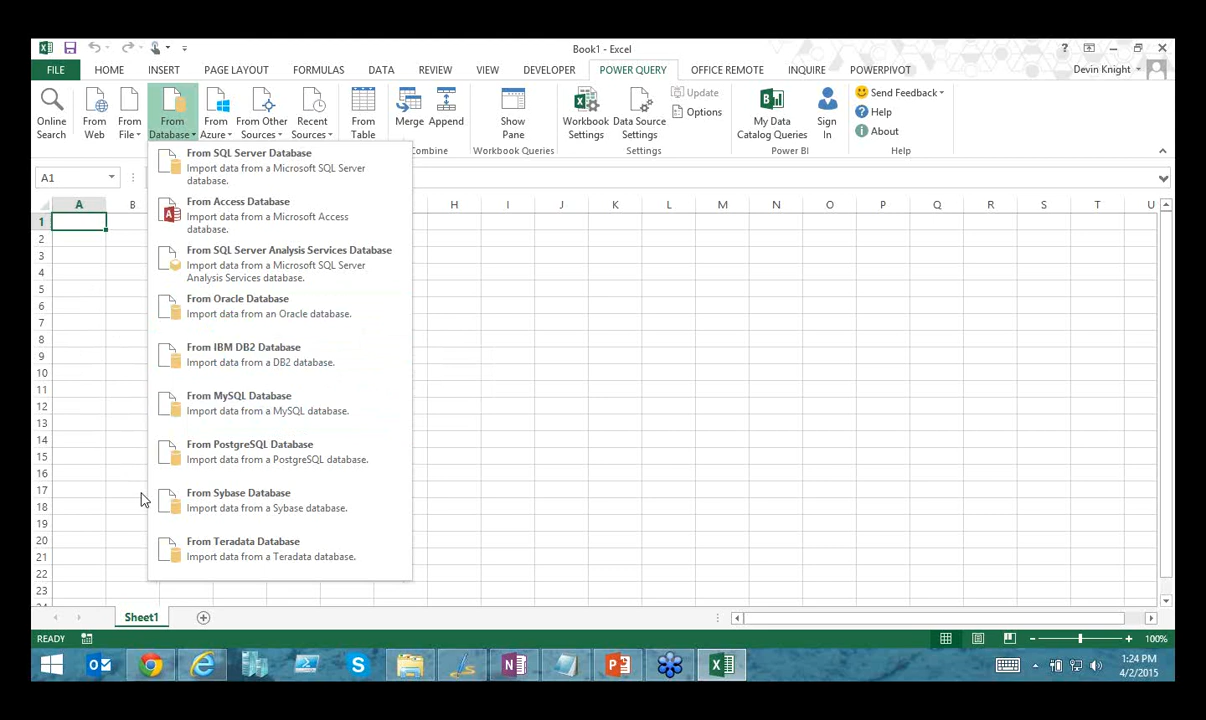 Book1 - Excel
?
FILE HOME INSERT PAGE LAYOUT FORMULAS DATA REVIEW VIEW DEVELOPER POWER QUERY OFFICE REMOTE INQUIRE POWERPIVOT Devin Knight
Online Search
From Web
From File
From Database
From Azure
From Other Sources
Recent Sources
From Table
Merge
Append
Show Pane
Workbook Settings
Data Source Settings
Update
Options
My Data Catalog Queries
Sign In
Send Feedback
Help
About
Combine Workbook Queries Settings Power BI Help
A1
A B H I J K L M N O P Q R S T U
From SQL Server Database
Import data from a Microsoft SQL Server
database.
From Access Database
Import data from a Microsoft Access
database.
From SQL Server Analysis Services Database
Import data from a Microsoft SQL Server
Analysis Services database.
From Oracle Database
Import data from an Oracle database.
From IBM DB2 Database
Import data from a DB2 database.
From MySQL Database
Import data from a MySQL database.
From PostgreSQL Database
Import data from a PostgreSQL database.
From Sybase Database
Import data from a Sybase database.
From Teradata Database
Import data from a Teradata database.
1
2
3
4
5
6
7
8
9
10
11
12
13
14
15
16
17
18
19
20
21
22
23
Sheet1
READY 100%
1:24 PM
4/2/2015